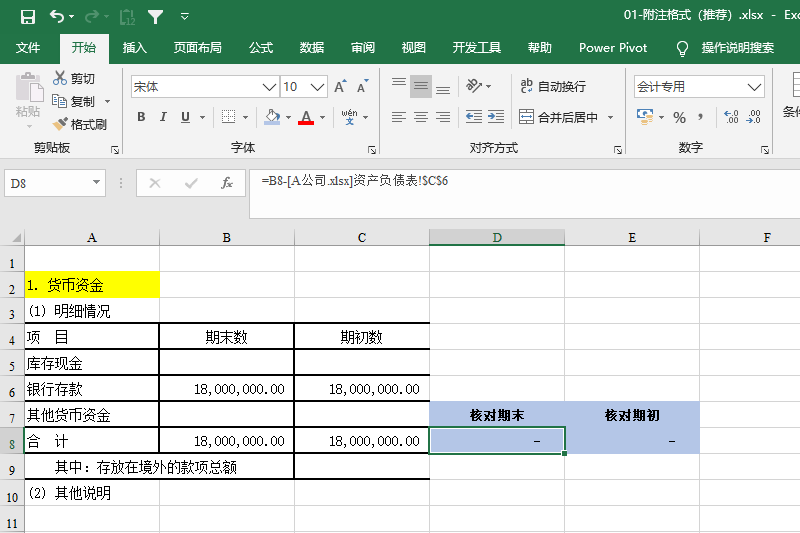 01-附注格式（推荐）.xlsx - Exc
文件 开始 插入 页面布局 公式 数据 审阅 视图 开发工具 帮助 Power Pivot 操作说明搜索
粘贴 剪切 复制 格式刷 剪贴板
宋体 10 A A
B I U A wén 文 字体
ab 自动换行 合并后居中 对齐方式
会计专用 % , .00 .00 数字
条件
D8 fx =B8-[A公司.xlsx]资产负债表!$C$6
A B C D E F
1
2 1. 货币资金
3 (1) 明细情况
4 项 目 期末数 期初数
5 库存现金
6 银行存款 18,000,000.00 18,000,000.00
7 其他货币资金 核对期末 核对期初
8 合 计 18,000,000.00 18,000,000.00 - -
9 其中：存放在境外的款项总额
10 (2) 其他说明
11